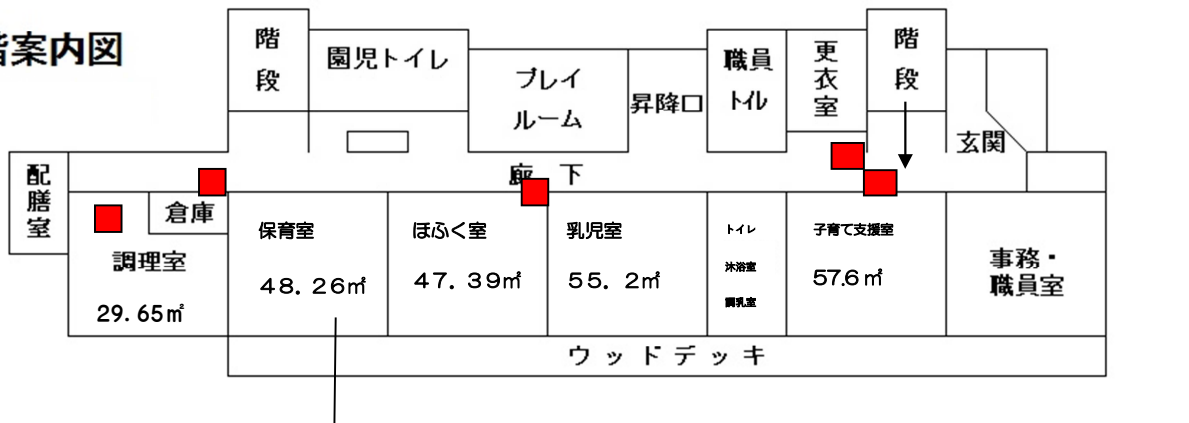 階案内図
階段
園児トイレ
プレイ
ルーム
昇降口
職員
トイレ
更衣室
階段
玄関
配膳室
廊下
倉庫
調理室
29.65㎡
保育室
48.26㎡
ほふく室
47.39㎡
乳児室
55.2㎡
トイレ
沐浴室
調乳室
子育て支援室
57.6㎡
事務・
職員室
ウッドデッキ